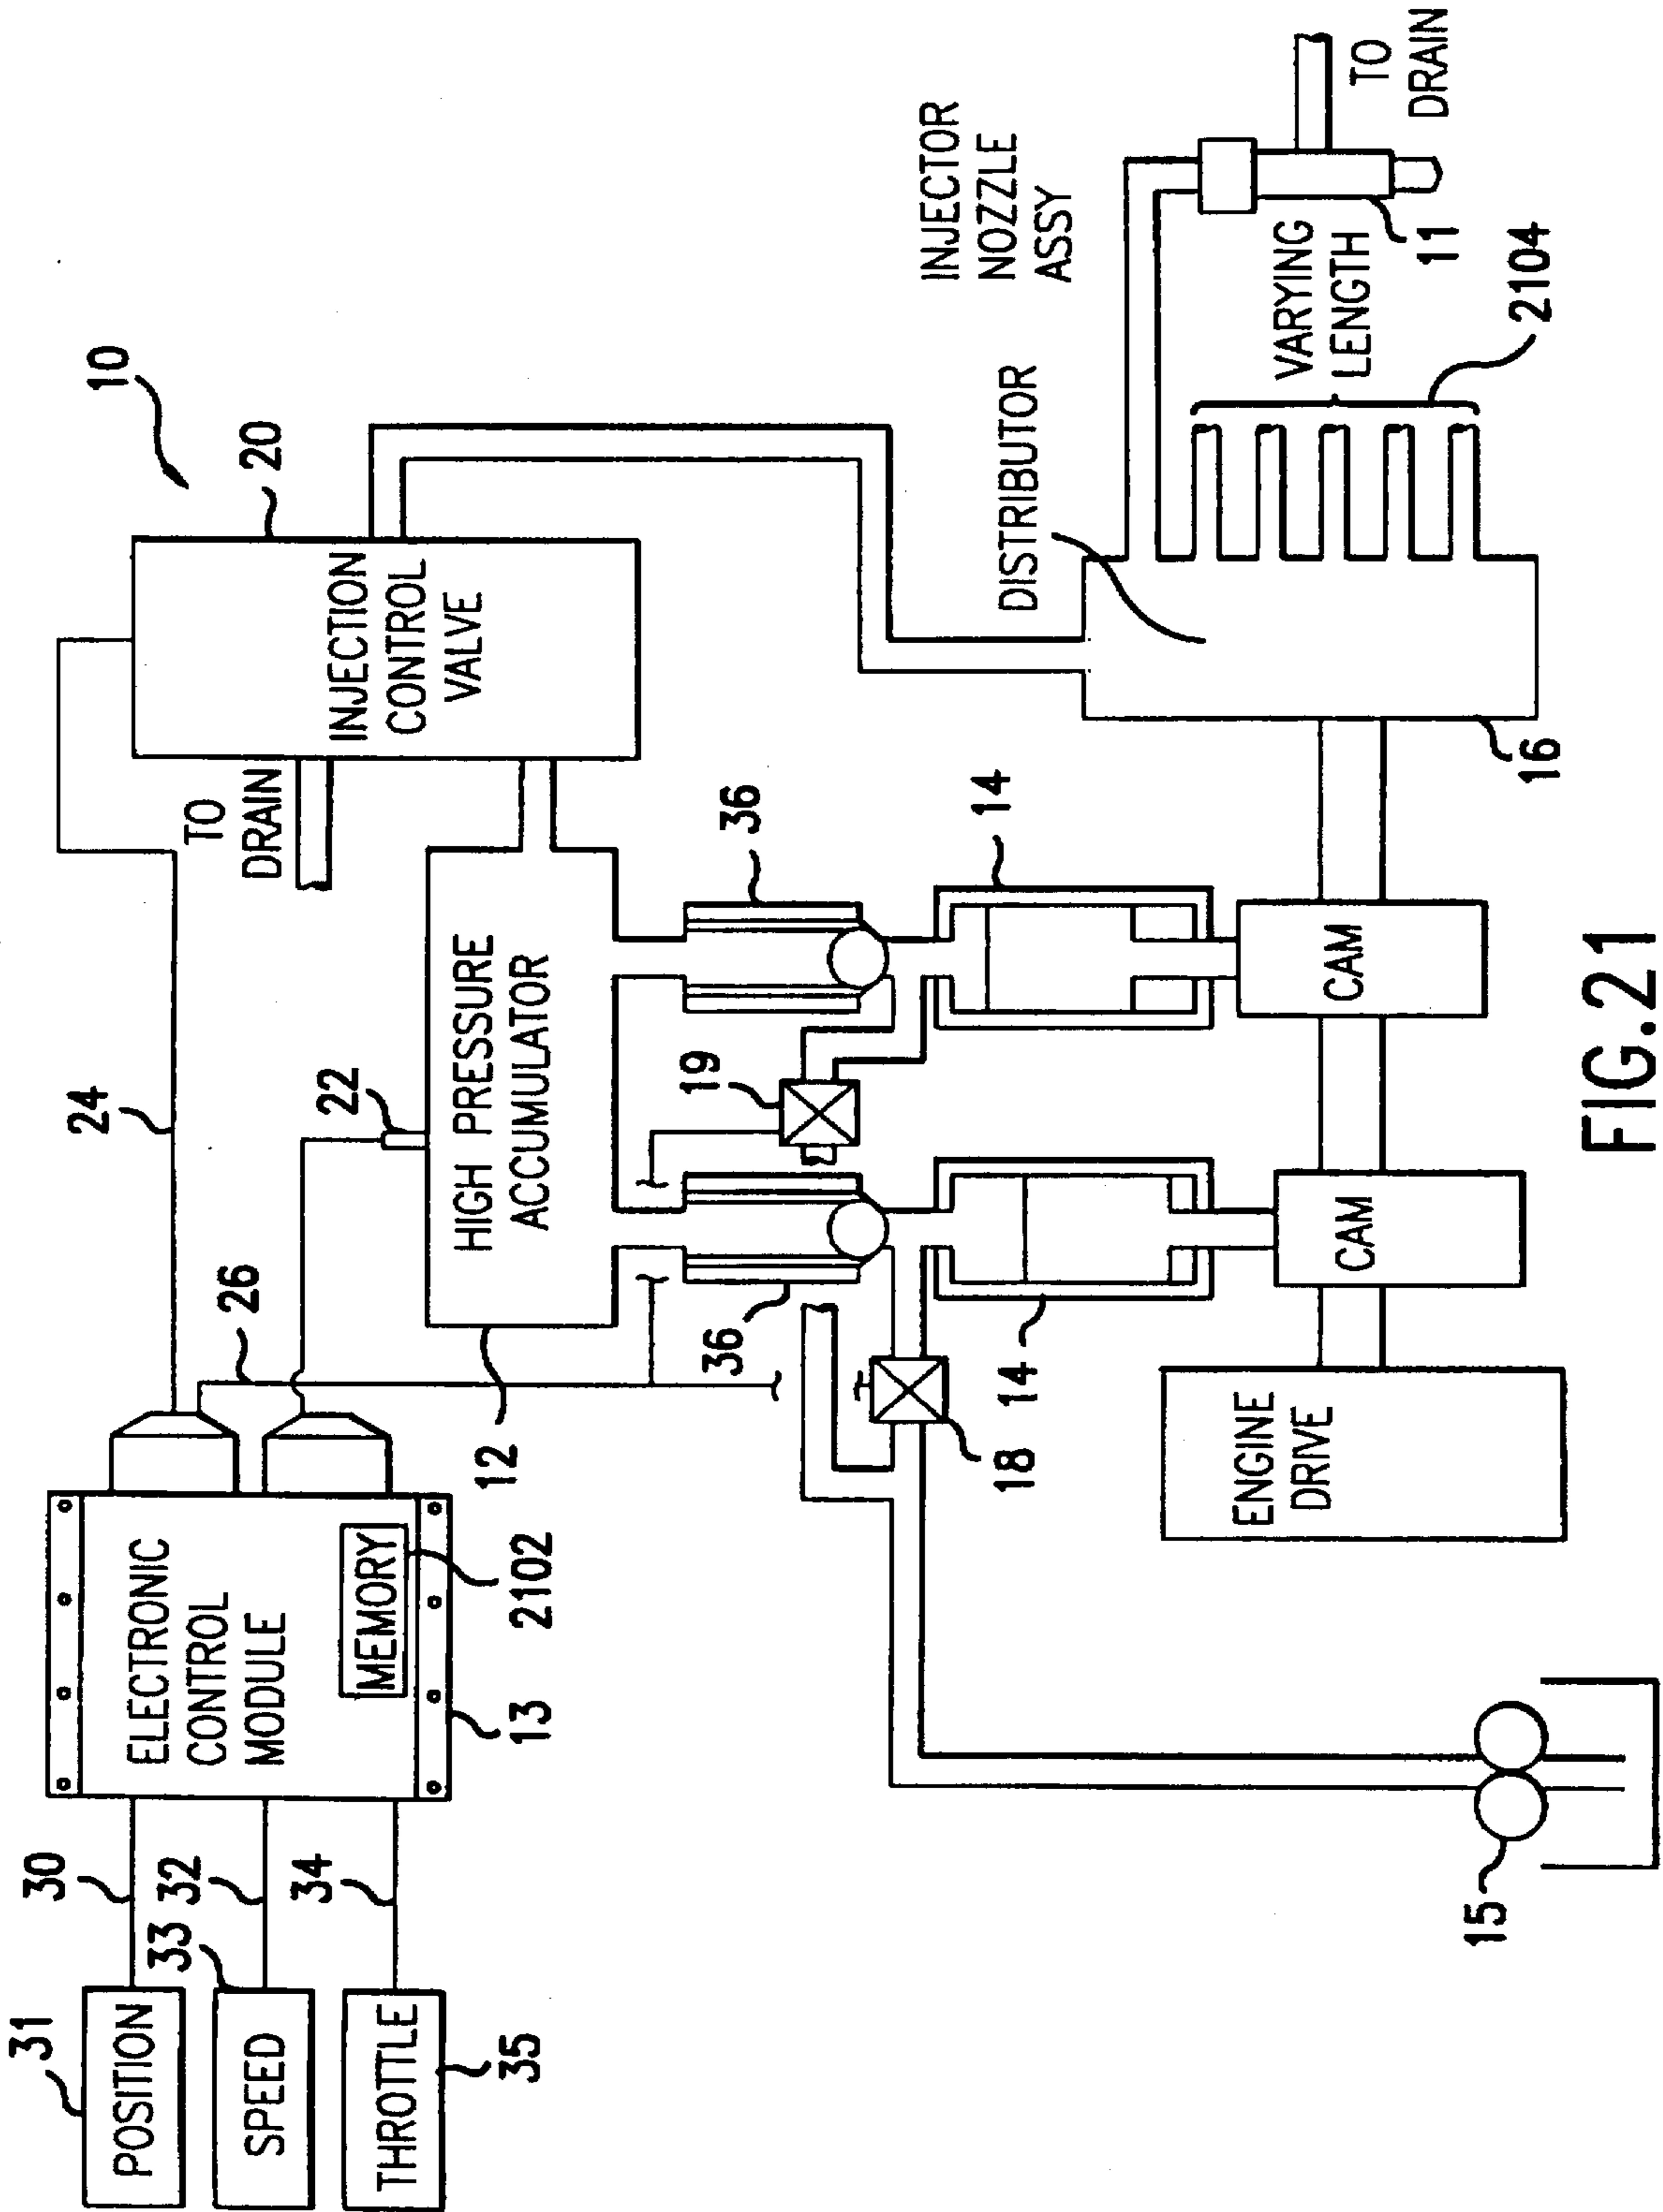 10
24
20
INJECTION
CONTROL
VALVE
TO
DRAIN
22
26
HIGH PRESSURE
ACCUMULATOR
12
ELECTRONIC
CONTROL
MODULE
MEMORY
2102
13
30
31
POSITION
32
33
SPEED
34
THROTTLE
35
36
36
19
18
14
14
15
ENGINE
DRIVE
CAM
CAM
16
DISTRIBUTOR
INJECTOR
NOZZLE
ASSY
VARYING
LENGTH
2104
11
TO
DRAIN
FIG.21